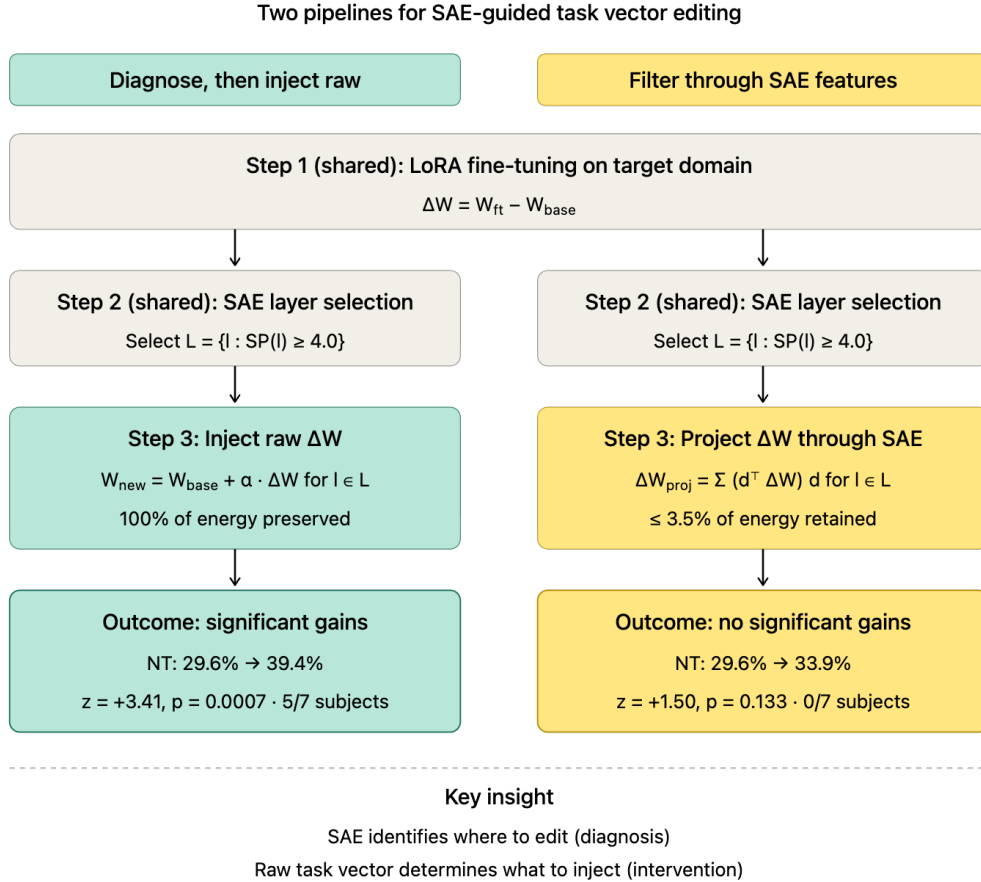 Two pipelines for SAE-guided task vector editing
Diagnose, then inject raw
Filter through SAE features
Step 1 (shared): LoRA fine-tuning on target domain
ΔW = W_ft − W_base
Step 2 (shared): SAE layer selection
Select L = {l : SP(l) ≥ 4.0}
Step 2 (shared): SAE layer selection
Select L = {l : SP(l) ≥ 4.0}
Step 3: Inject raw ΔW
W_new = W_base + α · ΔW for l ∈ L
100% of energy preserved
Step 3: Project ΔW through SAE
ΔW_proj = Σ (d⊤ ΔW) d for l ∈ L
≤ 3.5% of energy retained
Outcome: significant gains
NT: 29.6% → 39.4%
z = +3.41, p = 0.0007 · 5/7 subjects
Outcome: no significant gains
NT: 29.6% → 33.9%
z = +1.50, p = 0.133 · 0/7 subjects
Key insight
SAE identifies where to edit (diagnosis)
Raw task vector determines what to inject (intervention)